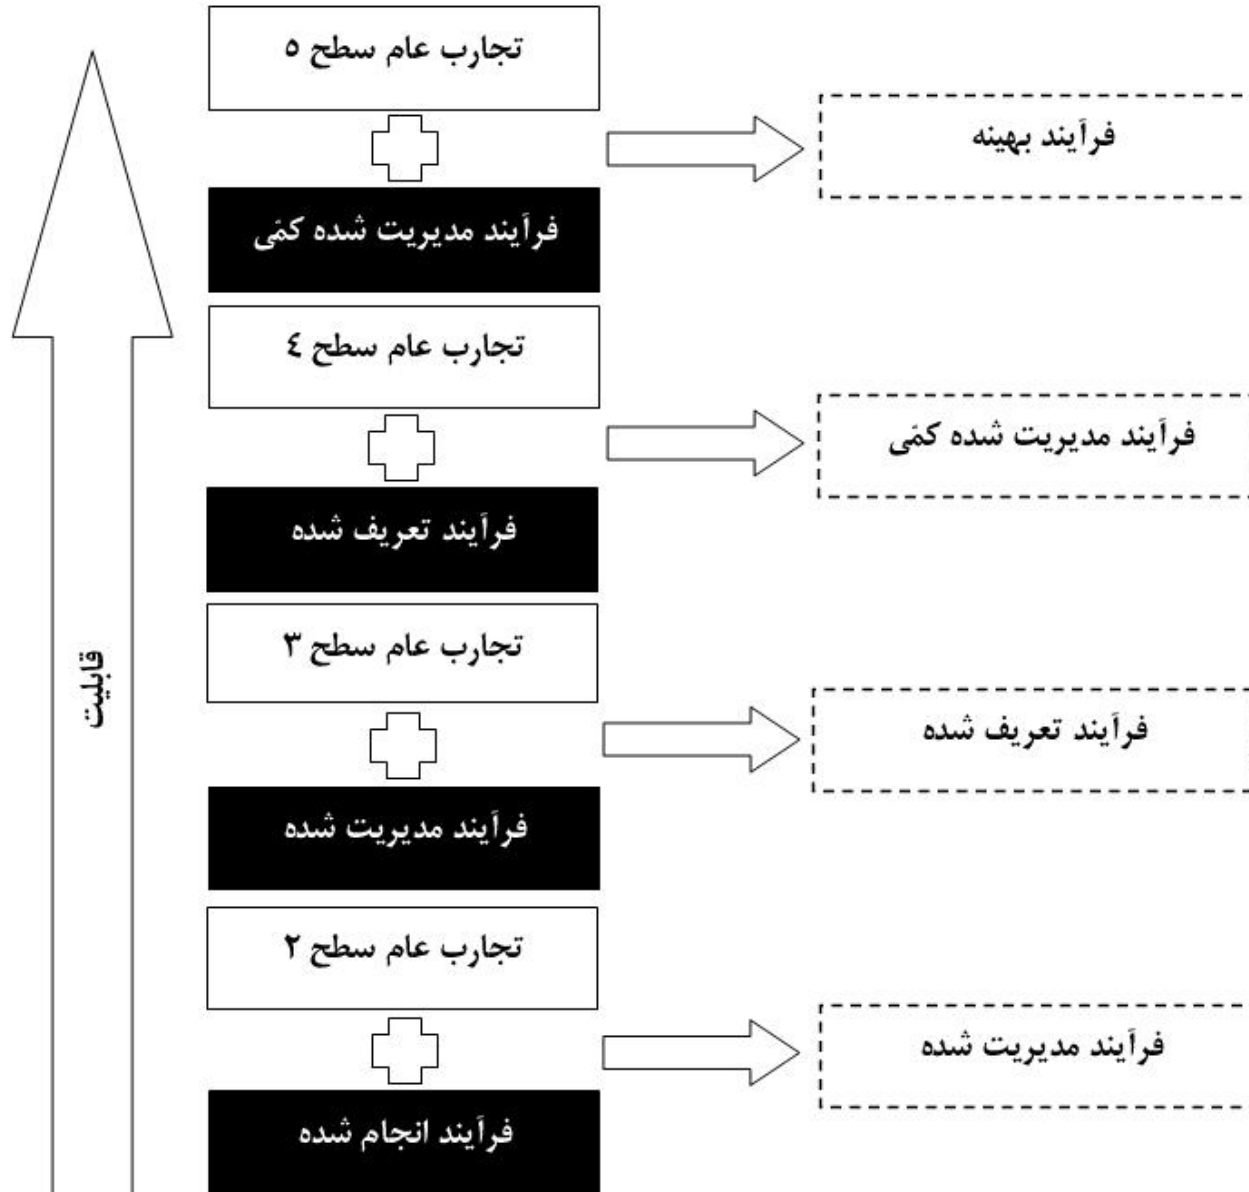 تجارب عام سطح ۵
فرآیند بهینه
فرآیند مدیریت شده کمّی
تجارب عام سطح ٤
فرآیند مدیریت شده کمّی
فرآیند تعریف شده
تجارب عام سطح ۳
فرآیند تعریف شده
فرآیند مدیریت شده
تجارب عام سطح ۲
فرآیند مدیریت شده
فرآیند انجام شده
قابلیت